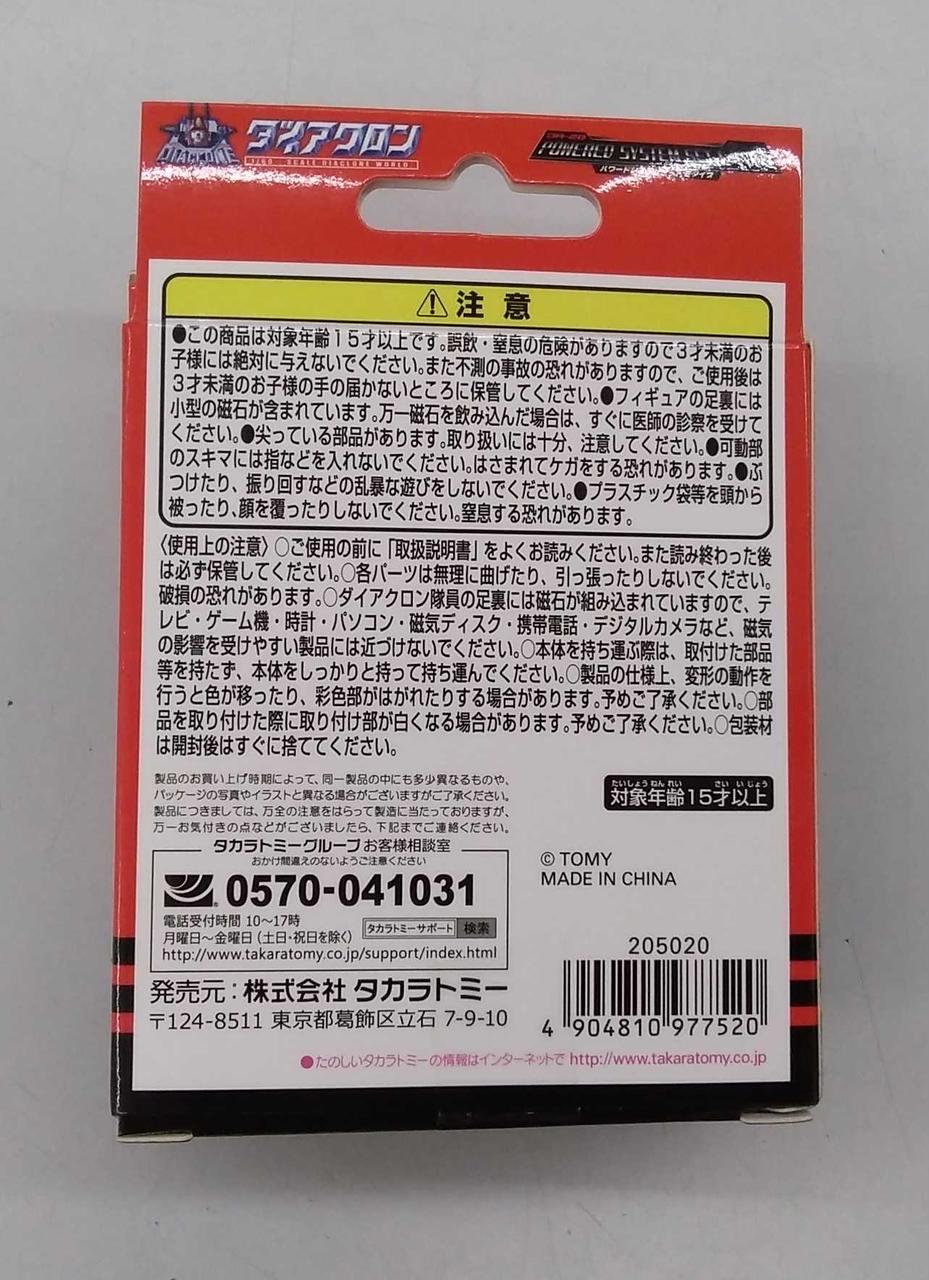 DIACLONE
ダイアクロン
1/60 SCALE DIACLONE WORLD
DA-28
POWERED SYSTEM
パワード
注意
●この商品は対象年齢15才以上です。誤飲・窒息の危険がありますので3才未満のお
子様には絶対に与えないでください。また不測の事故の恐れがありますので、ご使用後は
3才未満のお子様の手の届かないところに保管してください。●フィギュアの足裏には
小型の磁石が含まれています。万一磁石を飲み込んだ場合は、すぐに医師の診察を受けて
ください。●尖っている部品があります。取り扱いには十分、注意してください。●可動部
のスキマには指などを入れないでください。はさまれてケガをする恐れがあります。●ぶ
つけたり、振り回すなどの乱暴な遊びをしないでください。●プラスチック袋等を頭から
被ったり、顔を覆ったりしないでください。窒息する恐れがあります。
〈使用上の注意〉○ご使用の前に「取扱説明書」をよくお読みください。また読み終わった後
は必ず保管してください。○各パーツは無理に曲げたり、引っ張ったりしないでください。
破損の恐れがあります。○ダイアクロン隊員の足裏には磁石が組み込まれていますので、テ
レビ・ゲーム機・時計・パソコン・磁気ディスク・携帯電話・デジタルカメラなど、磁気
の影響を受けやすい製品には近づけないでください。○本体を持ち運ぶ際は、取付けた部品
等を持たず、本体をしっかりと持って持ち運んでください。○製品の仕様上、変形の動作を
行うと色が移ったり、彩色部がはがれたりする場合があります。予めご了承ください。○部
品を取り付けた際に取り付け部が白くなる場合があります。予めご了承ください。○包装材
は開封後はすぐに捨ててください。
製品のお買い上げ時期によって、同一製品の中にも多少異なるものや、
パッケージの写真やイラストと異なる場合がございますがご了承ください。
製品につきましては、万全の注意をはらって製造に当たっておりますが、
万一お気付きの点などがございましたら、下記までご連絡ください。
たいしょうねんれい さいいじょう
対象年齢15才以上
タカラトミーグループお客様相談室
おかけ間違えのないようご注意ください
0570-041031
電話受付時間 10〜17時
月曜日〜金曜日(土日・祝日を除く)
タカラトミーサポート 検索
http://www.takaratomy.co.jp/support/index.html
© TOMY
MADE IN CHINA
発売元:株式会社 タカラトミー
〒124-8511 東京都葛飾区立石 7-9-10
205020
4 904810 977520
●たのしいタカラトミーの情報はインターネットで http://www.takaratomy.co.jp